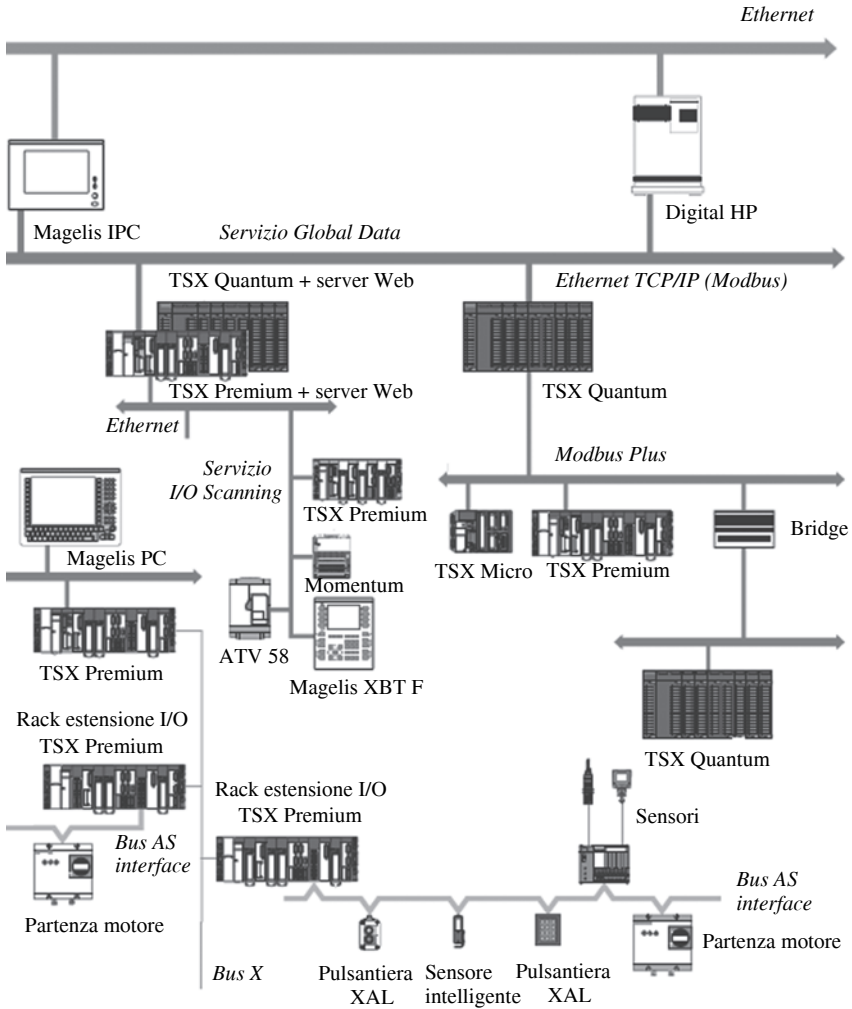 Ethernet
Digital HP
Magelis IPC
Servizio Global Data
TSX Quantum + server Web
Ethernet TCP/IP (Modbus)
TSX Premium + server Web
TSX Quantum
Ethernet
Servizio
I/O Scanning
Modbus Plus
TSX Premium
Bridge
Magelis PC
Momentum
TSX Micro
TSX Premium
TSX Premium
ATV 58
Magelis XBT F
Rack estensione I/O
TSX Premium
TSX Quantum
Rack estensione I/O
TSX Premium
Sensori
Bus AS
interface
Bus AS
interface
Partenza motore
Partenza motore
Bus X
Pulsantiera
XAL
Sensore
intelligente
Pulsantiera
XAL